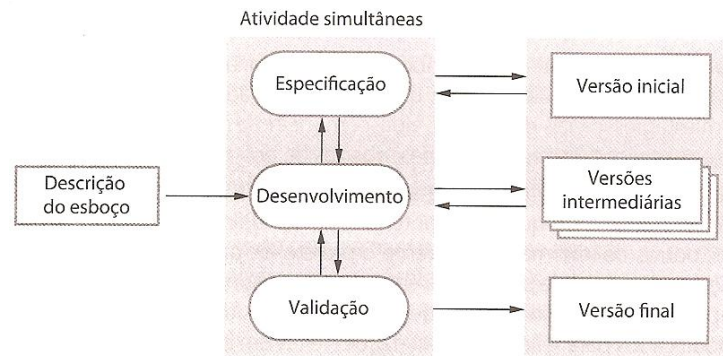 Atividade simultâneas
Especificação
Versão inicial
Descrição
do esboço
Desenvolvimento
Versões
intermediárias
Validação
Versão final